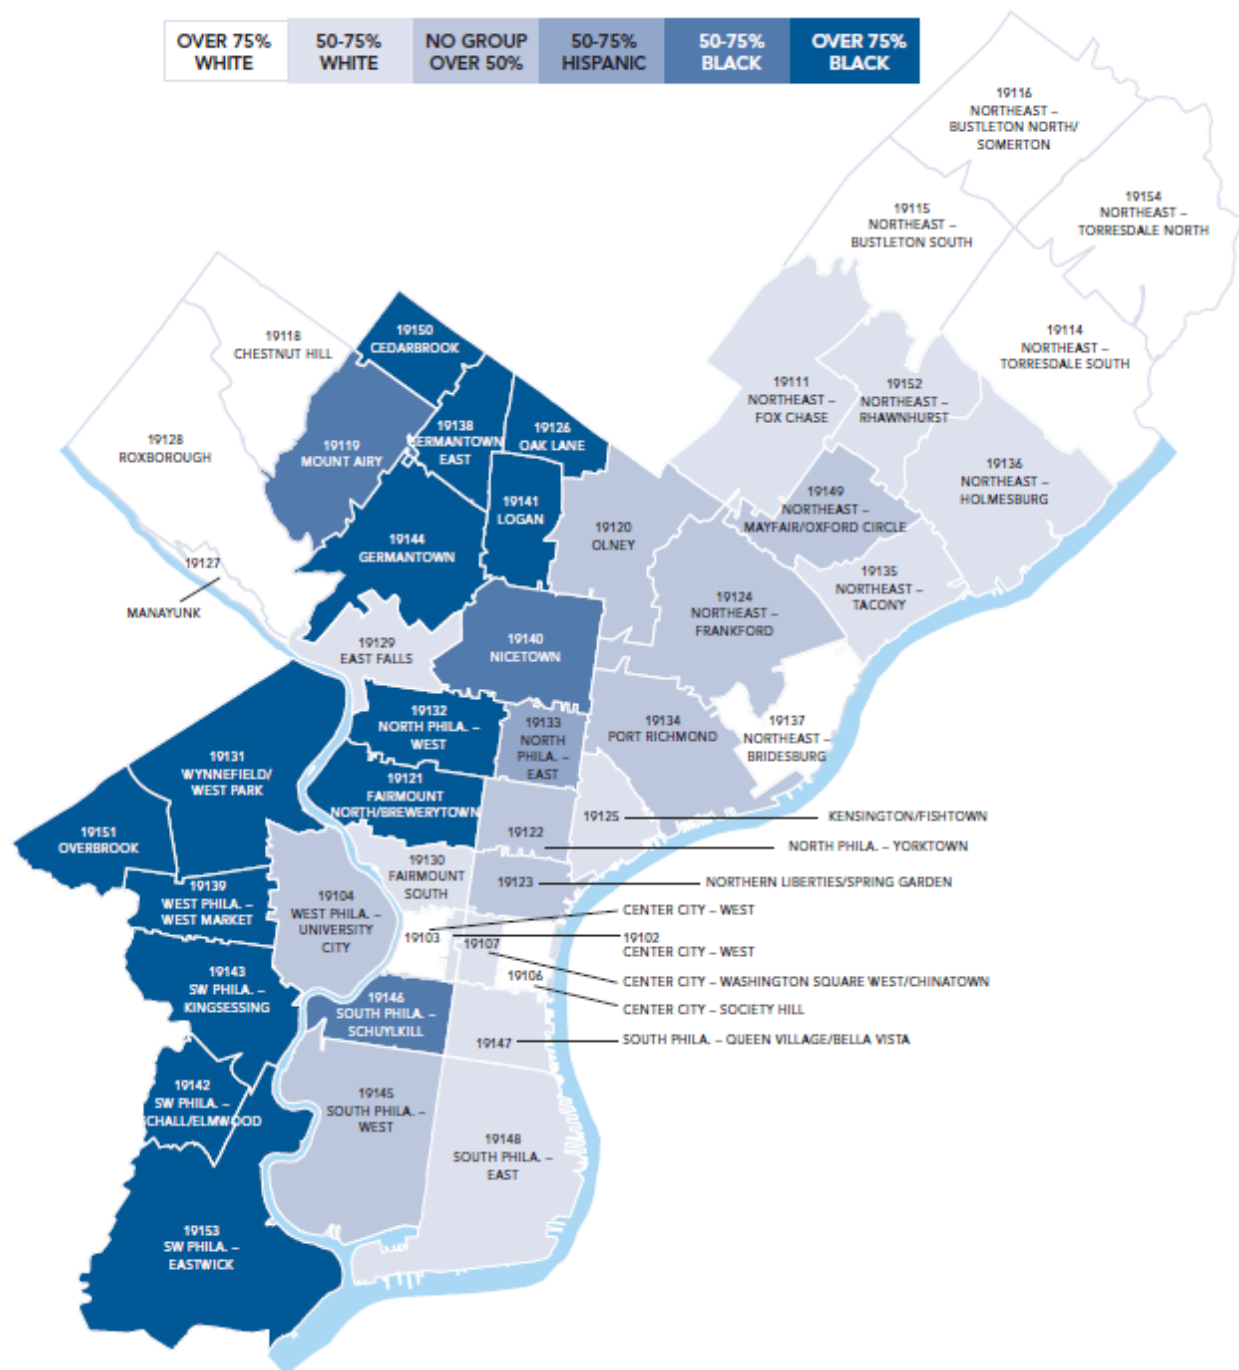 OVER 75%
WHITE
50-75%
WHITE
NO GROUP
OVER 50%
50-75%
HISPANIC
50-75%
BLACK
OVER 75%
BLACK
19116
NORTHEAST –
BUSTLETON NORTH/
SOMERTON
19154
NORTHEAST –
TORRESDALE NORTH
19115
NORTHEAST –
BUSTLETON SOUTH
19118
CHESTNUT HILL
19150
CEDARBROOK
19114
NORTHEAST –
TORRESDALE SOUTH
19111
NORTHEAST –
FOX CHASE
19152
NORTHEAST –
RHAWNHURST
19128
ROXBOROUGH
19119
MOUNT AIRY
19138
GERMANTOWN
EAST
19126
OAK LANE
19136
NORTHEAST –
HOLMESBURG
19149
NORTHEAST –
MAYFAIR/OXFORD CIRCLE
19141
LOGAN
19120
OLNEY
19144
GERMANTOWN
19127
MANAYUNK
19135
NORTHEAST –
TACONY
19124
NORTHEAST –
FRANKFORD
19129
EAST FALLS
19140
NICETOWN
19132
NORTH PHILA. –
WEST
19133
NORTH
PHILA. –
EAST
19134
PORT RICHMOND
19137
NORTHEAST –
BRIDESBURG
19131
WYNNEFIELD/
WEST PARK
19121
FAIRMOUNT
NORTH/BREWERYTOWN
19125
KENSINGTON/FISHTOWN
19151
OVERBROOK
19122
NORTH PHILA. – YORKTOWN
19130
FAIRMOUNT
SOUTH
19123
NORTHERN LIBERTIES/SPRING GARDEN
19139
WEST PHILA. –
WEST MARKET
19104
WEST PHILA. –
UNIVERSITY
CITY
CENTER CITY – WEST
19103
19102
CENTER CITY – WEST
19107
CENTER CITY – WASHINGTON SQUARE WEST/CHINATOWN
19106
CENTER CITY – SOCIETY HILL
19143
SW PHILA. –
KINGSESSING
19146
SOUTH PHILA. –
SCHUYLKILL
19147
SOUTH PHILA. – QUEEN VILLAGE/BELLA VISTA
19142
SW PHILA. –
SCHALL/ELMWOOD
19145
SOUTH PHILA. –
WEST
19148
SOUTH PHILA. –
EAST
19153
SW PHILA. –
EASTWICK